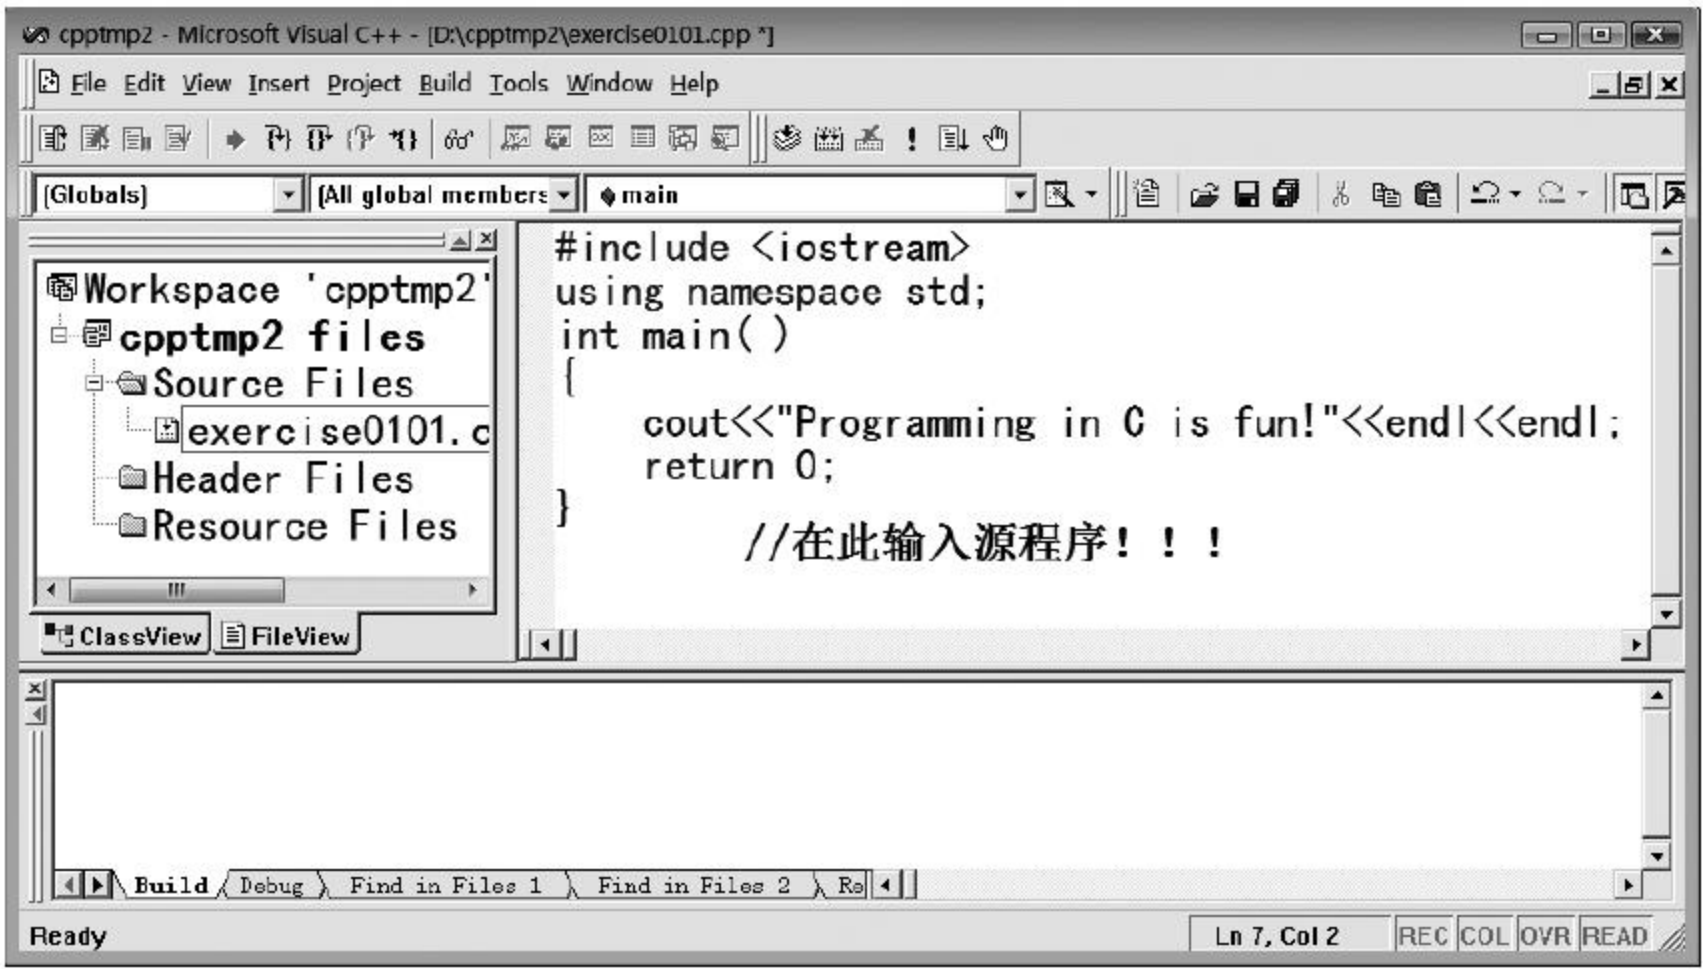 cpptmp2 - Microsoft Visual C++ - [D:\cpptmp2\exercise0101.cpp *]
File Edit View Insert Project Build Tools Window Help
(Globals) (All global members main
Workspace 'cpptmp2'
cpptmp2 files
Source Files
exercise0101.c
Header Files
Resource Files
ClassView FileView
#include <iostream>
using namespace std;
int main( )
{
cout<<"Programming in C is fun!"<<endl<<endl;
return 0;
}
//在此输入源程序！！！
Build Debug Find in Files 1 Find in Files 2 Re
Ready Ln 7, Col 2 REC COL OVR READ